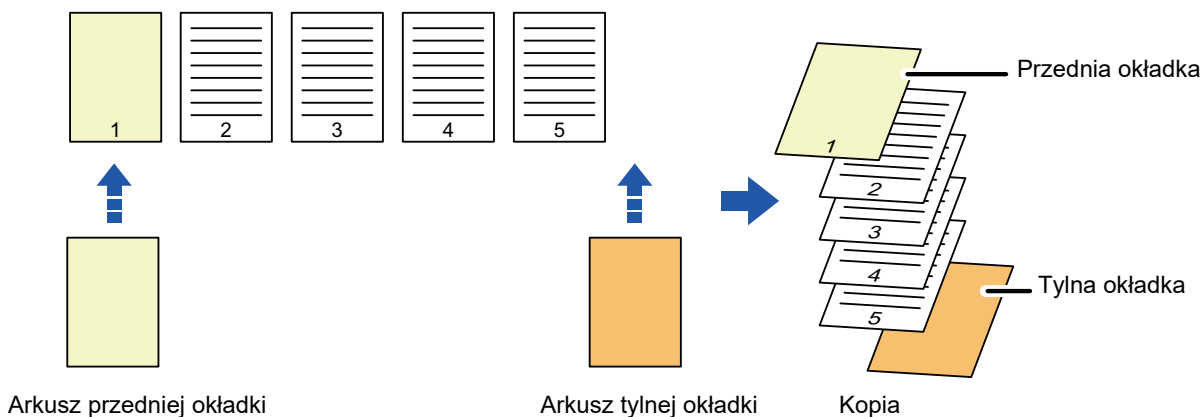 1 2 3 4 5
Przednia okładka
1
2
3
4
5
Tylna okładka
Arkusz przedniej okładki Arkusz tylnej okładki Kopia